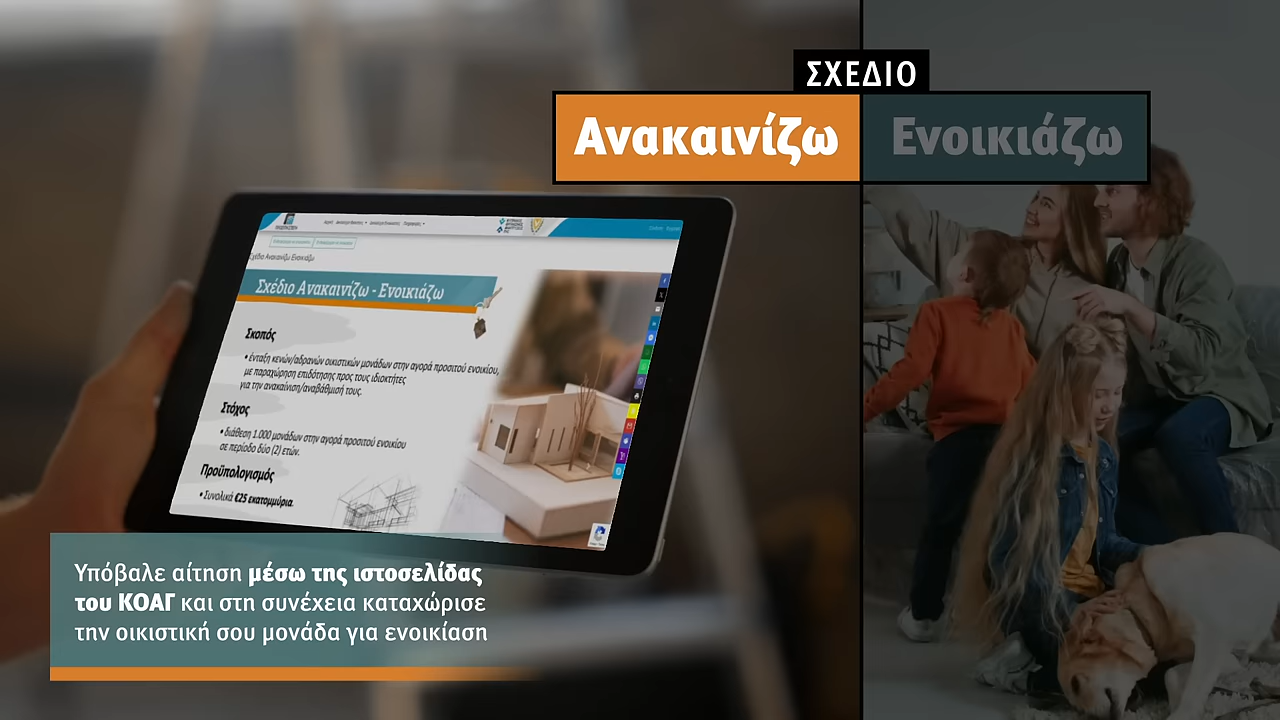 ΣΧΕΔΙΟ
Ανακαινίζω
Ενοικιάζω
Σχέδιο Ανακαινίζω Ενοικιάζω
Σχέδιο Ανακαινίζω - Ενοικιάζω
Σκοπός
• ένταξη κενών/αδρανών οικιστικών μονάδων στην αγορά προσιτού ενοικίου,
με παραχώρηση επιδότησης προς τους ιδιοκτήτες
για την ανακαίνιση/αναβάθμισή τους.
Στόχος
• διάθεση 1.000 μονάδων στην αγορά προσιτού ενοικίου
σε περίοδο δύο (2) ετών.
Προϋπολογισμός
• Συνολικά €25 εκατομμύρια.
Υπόβαλε αίτηση μέσω της ιστοσελίδας
του ΚΟΑΓ και στη συνέχεια καταχώρισε
την οικιστική σου μονάδα για ενοικίαση